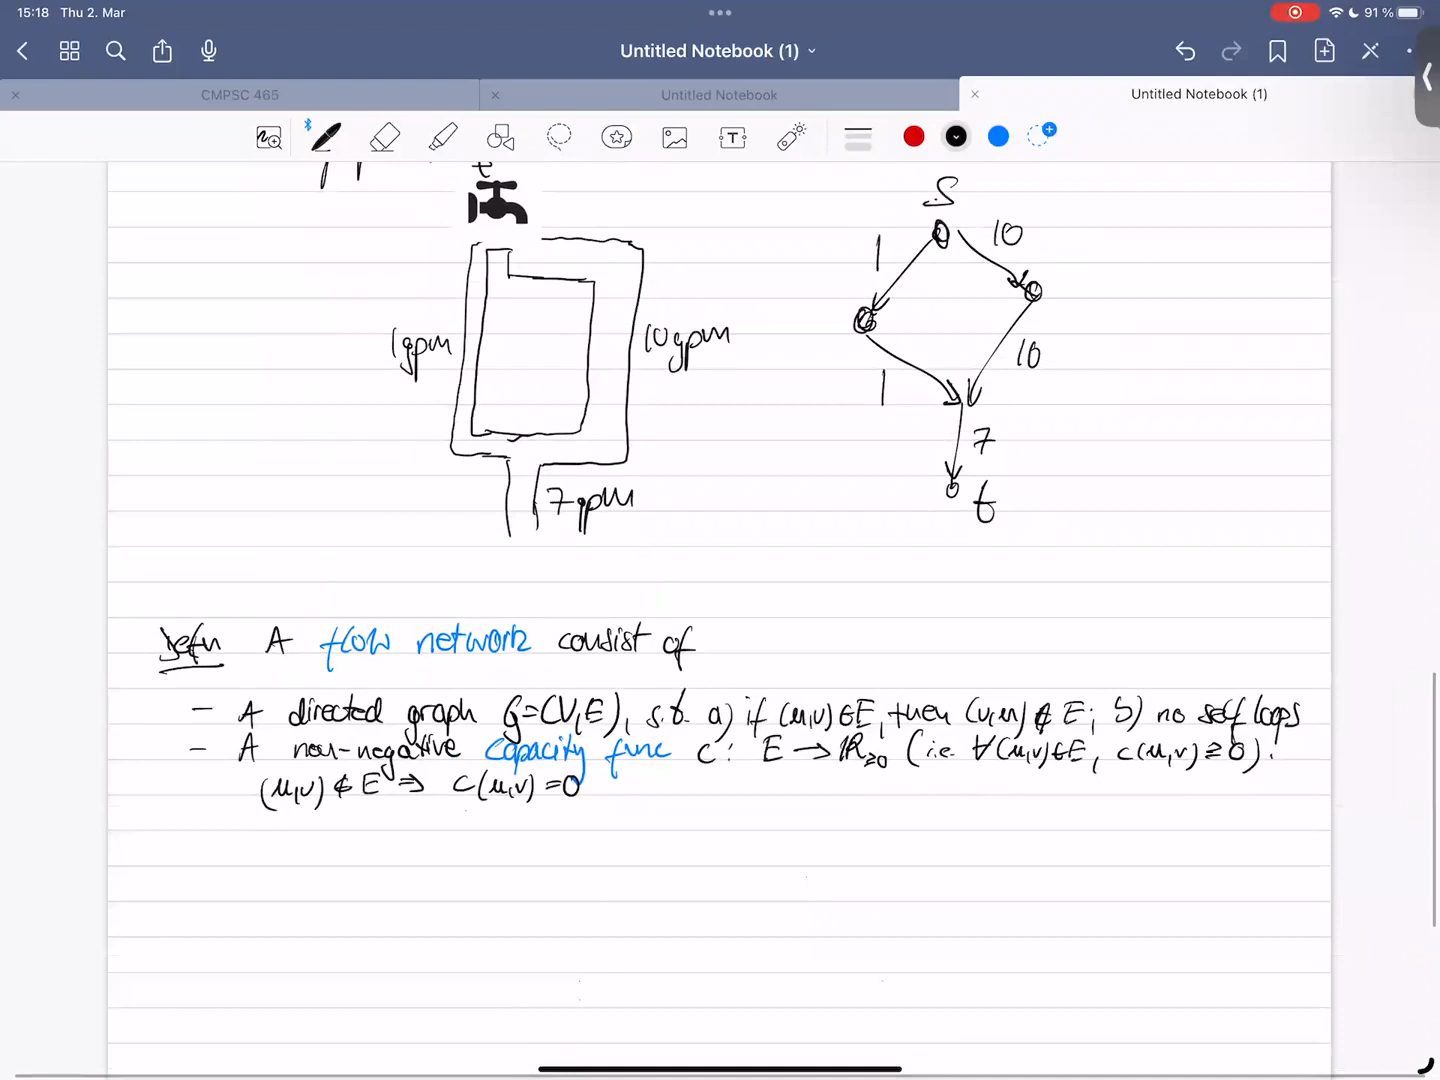 15:18 Thu 2. Mar
91 %
Untitled Notebook (1)
CMPSC 465
Untitled Notebook
Untitled Notebook (1)
T
S
1
10
1gpm
10gpm
10
1
7
7gpm
t
Defn A flow network consist of
- A directed graph G=(V,E), s.t. a) if (u,v)∈E, then (v,u)∉E; b) no self loops
- A non-negative capacity func c: E → ℝ≥0 (i.e. ∀(u,v)∈E, c(u,v)≥0).
(u,v)∉E ⇒ c(u,v)=0